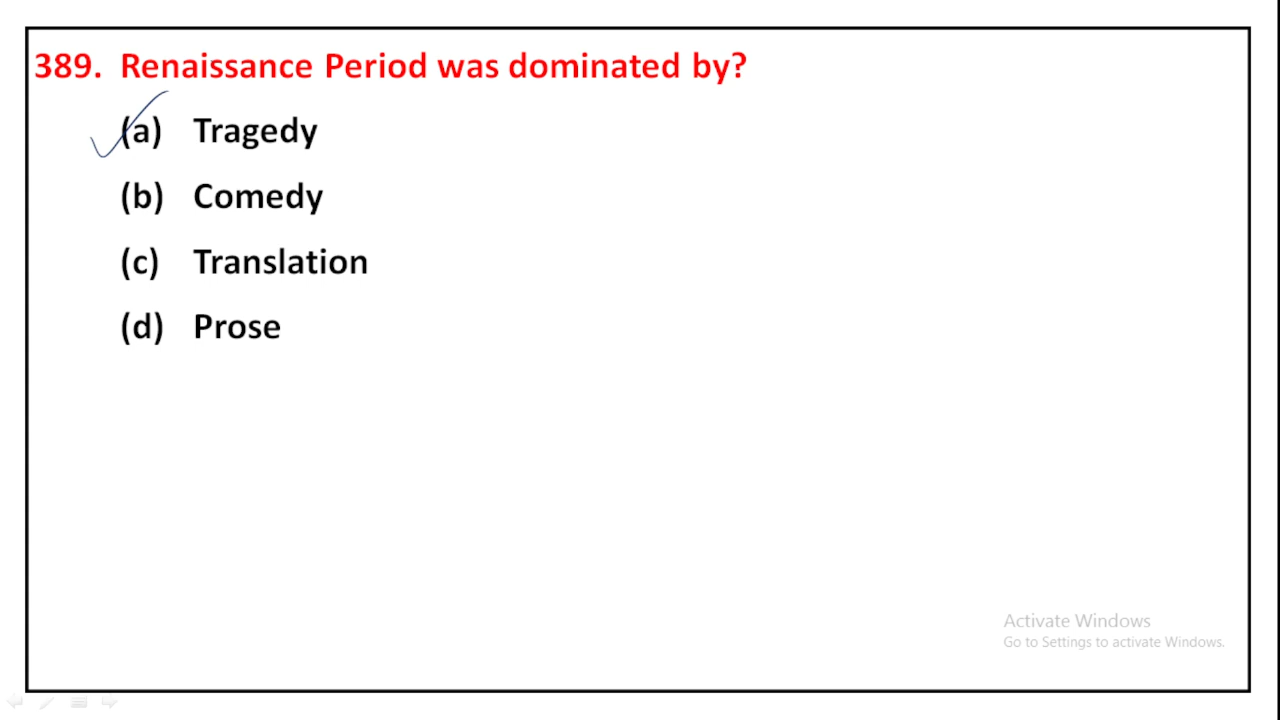 389. Renaissance Period was dominated by?
(a) Tragedy
(b) Comedy
(c) Translation
(d) Prose
Activate Windows
Go to Settings to activate Windows.